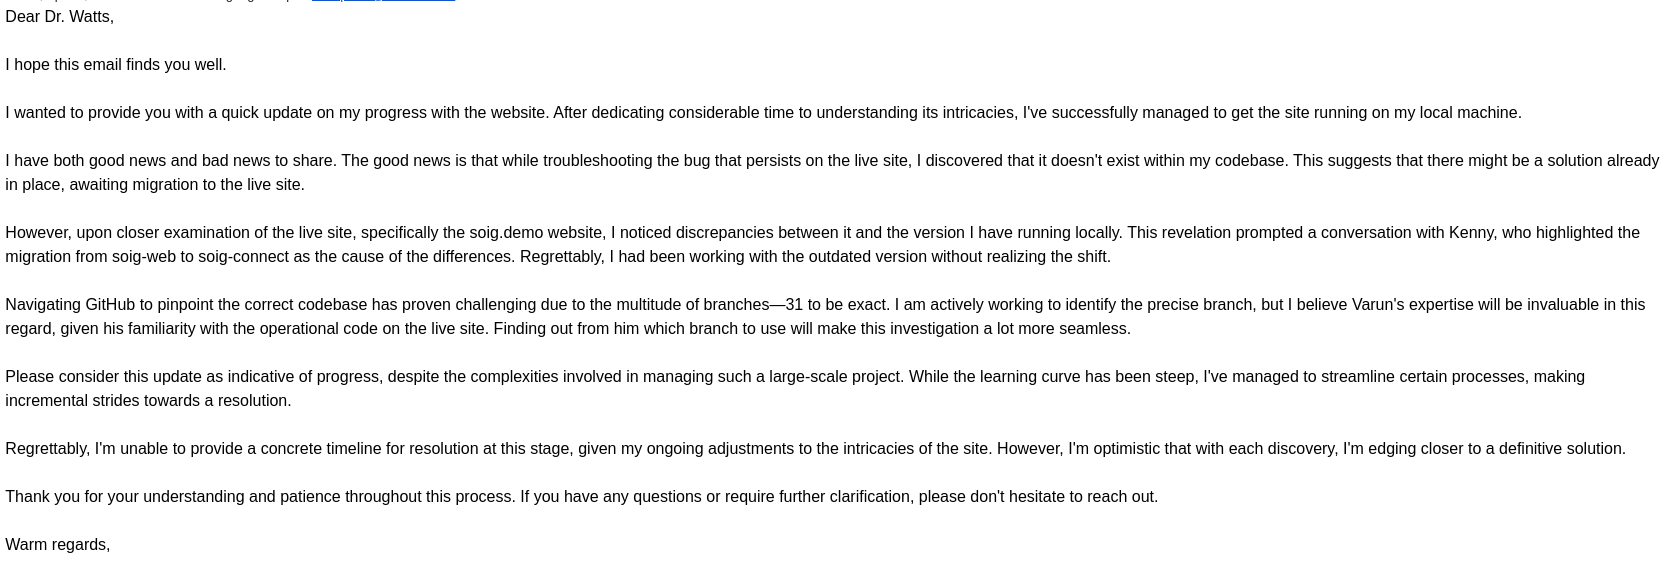 Dear Dr. Watts,
I hope this email finds you well.
I wanted to provide you with a quick update on my progress with the website. After dedicating considerable time to understanding its intricacies, I've successfully managed to get the site running on my local machine.
I have both good news and bad news to share. The good news is that while troubleshooting the bug that persists on the live site, I discovered that it doesn't exist within my codebase. This suggests that there might be a solution already
in place, awaiting migration to the live site.
However, upon closer examination of the live site, specifically the soig.demo website, I noticed discrepancies between it and the version I have running locally. This revelation prompted a conversation with Kenny, who highlighted the
migration from soig-web to soig-connect as the cause of the differences. Regrettably, I had been working with the outdated version without realizing the shift.
Navigating GitHub to pinpoint the correct codebase has proven challenging due to the multitude of branches—31 to be exact. I am actively working to identify the precise branch, but I believe Varun's expertise will be invaluable in this
regard, given his familiarity with the operational code on the live site. Finding out from him which branch to use will make this investigation a lot more seamless.
Please consider this update as indicative of progress, despite the complexities involved in managing such a large-scale project. While the learning curve has been steep, I've managed to streamline certain processes, making
incremental strides towards a resolution.
Regrettably, I'm unable to provide a concrete timeline for resolution at this stage, given my ongoing adjustments to the intricacies of the site. However, I'm optimistic that with each discovery, I'm edging closer to a definitive solution.
Thank you for your understanding and patience throughout this process. If you have any questions or require further clarification, please don't hesitate to reach out.
Warm regards,